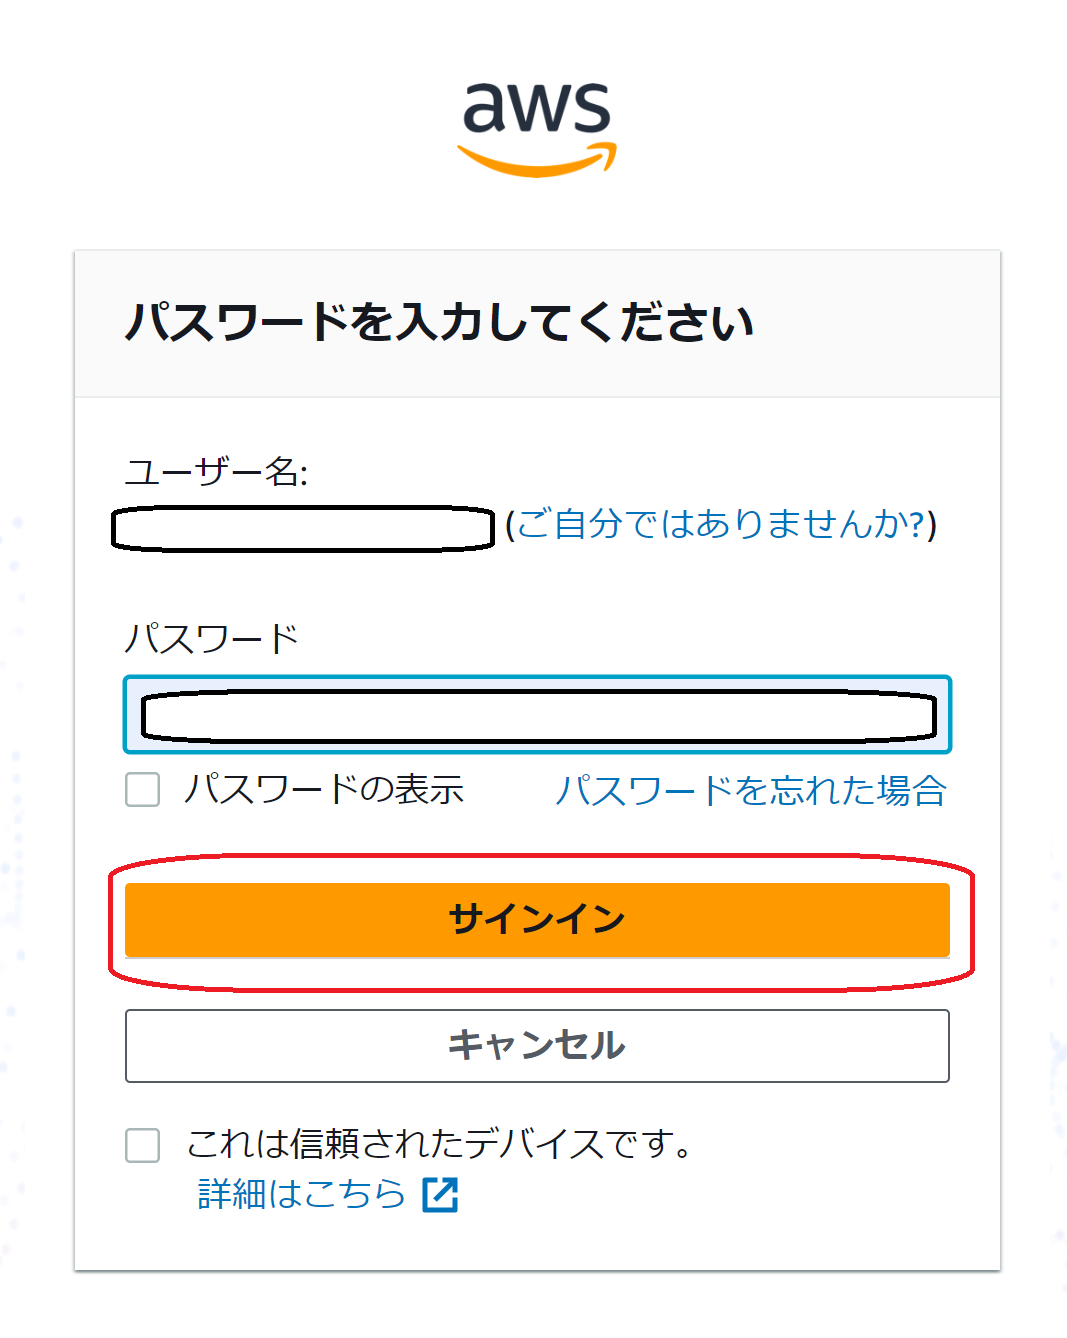 aws
パスワードを入力してください
ユーザー名:
(ご自分ではありませんか?)
パスワード
パスワードの表示 パスワードを忘れた場合
サインイン
キャンセル
これは信頼されたデバイスです。
詳細はこちら